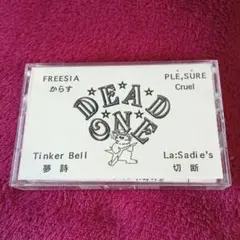 FREESIA
からす
PLE,SURE
Cruel
DEAD
ONE
Tinker Bell
夢詩
La:Sadie's
切断